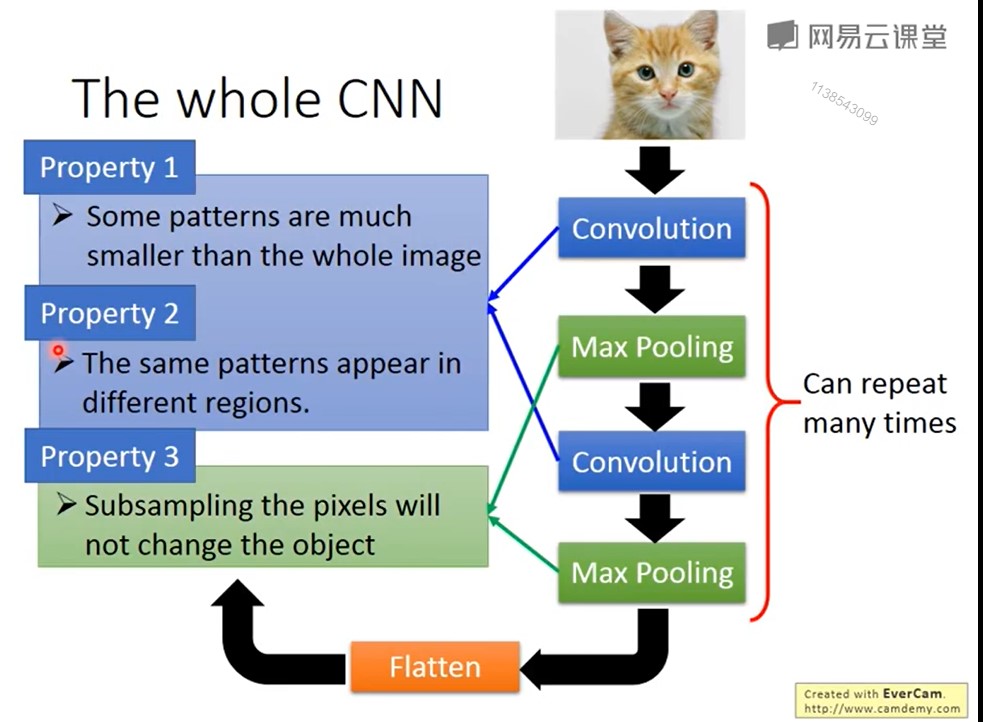 网易云课堂
1138543099
The whole CNN
Property 1
➢ Some patterns are much
smaller than the whole image
Property 2
➢ The same patterns appear in
different regions.
Property 3
➢ Subsampling the pixels will
not change the object
Convolution
Max Pooling
Convolution
Max Pooling
Can repeat
many times
Flatten
Created with EverCam.
http://www.camdemy.com